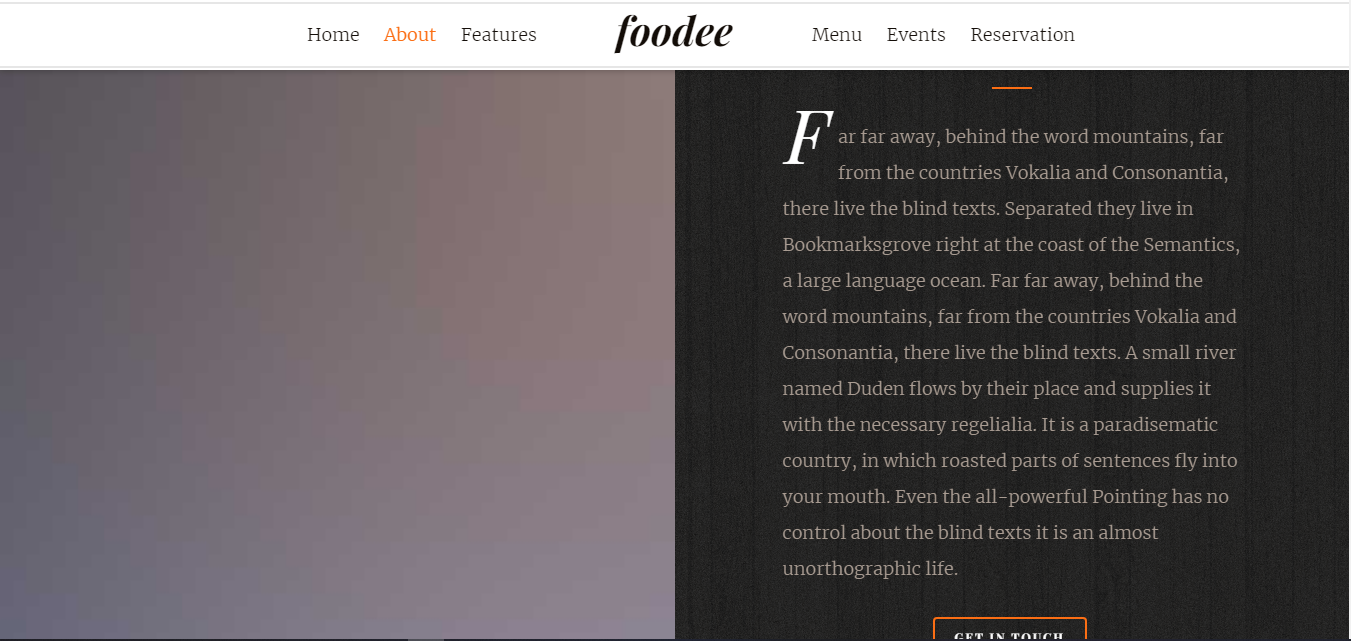 Home About Features foodee Menu Events Reservation
Far far away, behind the word mountains, far
from the countries Vokalia and Consonantia,
there live the blind texts. Separated they live in
Bookmarksgrove right at the coast of the Semantics,
a large language ocean. Far far away, behind the
word mountains, far from the countries Vokalia and
Consonantia, there live the blind texts. A small river
named Duden flows by their place and supplies it
with the necessary regelialia. It is a paradisematic
country, in which roasted parts of sentences fly into
your mouth. Even the all-powerful Pointing has no
control about the blind texts it is an almost
unorthographic life.
GET IN TOUCH